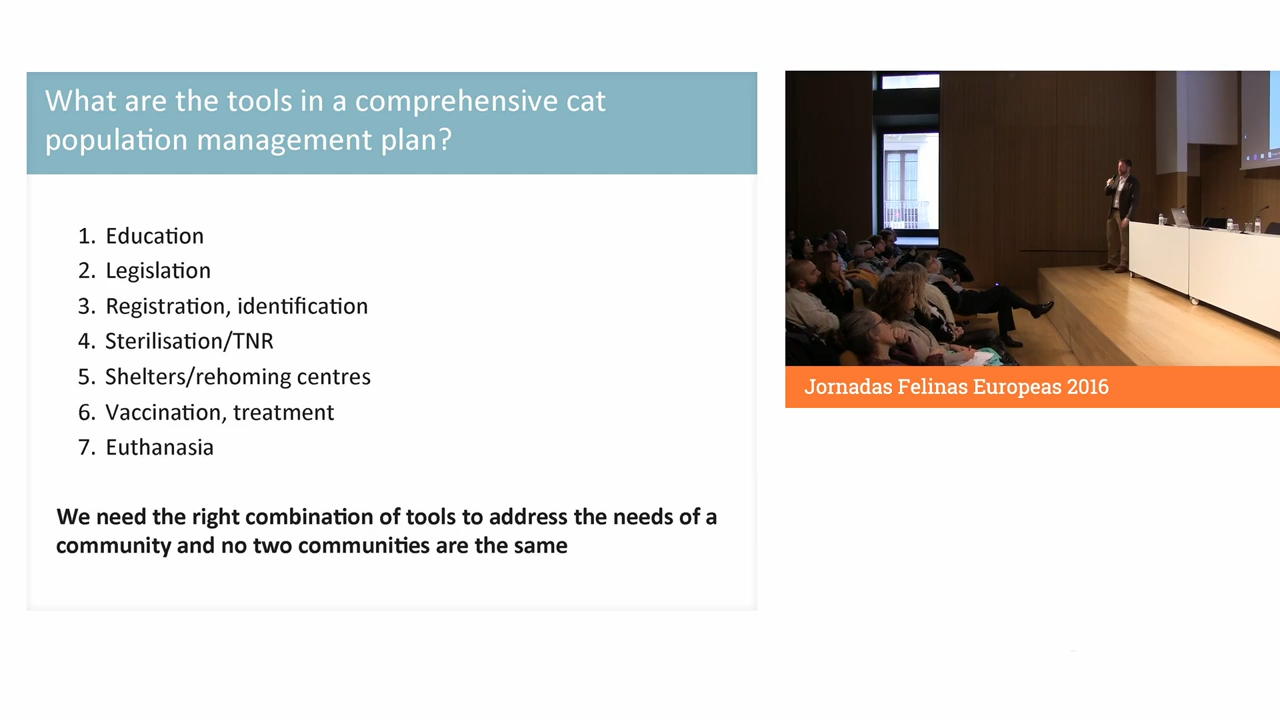 What are the tools in a comprehensive cat
population management plan?
1. Education
2. Legislation
3. Registration, identification
4. Sterilisation/TNR
5. Shelters/rehoming centres
6. Vaccination, treatment
7. Euthanasia
We need the right combination of tools to address the needs of a
community and no two communities are the same
Jornadas Felinas Europeas 2016